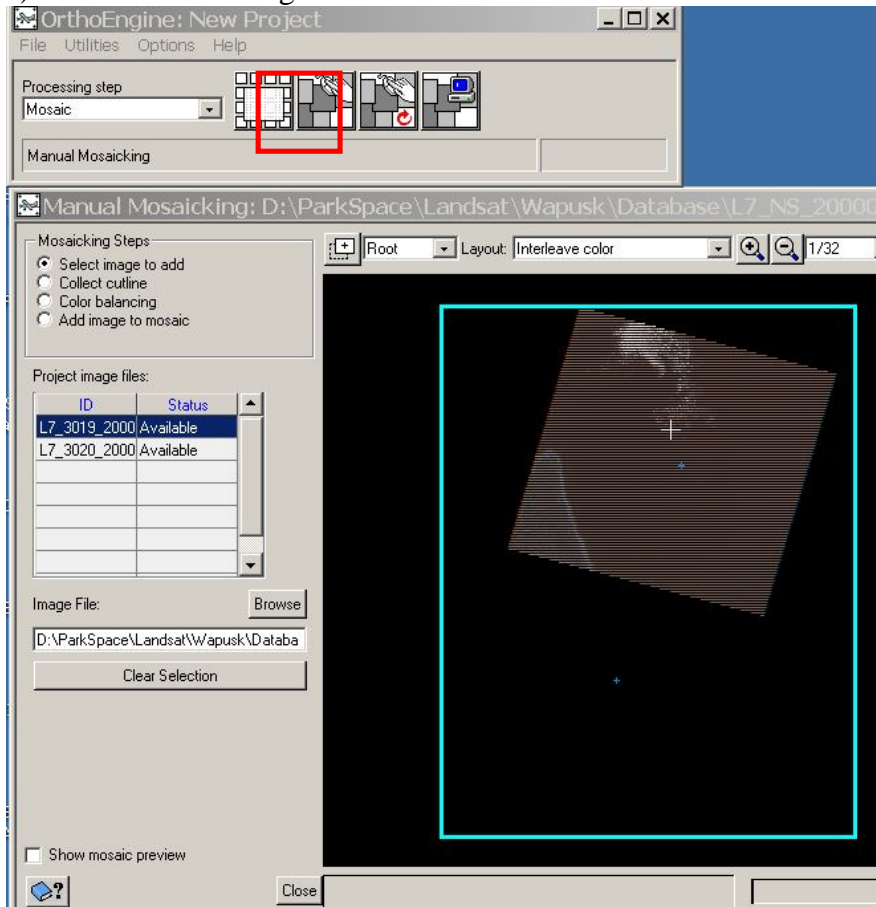 OrthoEngine: New Project
File Utilities Options Help
Processing step
Mosaic
Manual Mosaicking
Manual Mosaicking: D:\ParkSpace\Landsat\Wapusk\Database\L7_NS_2000
Mosaicking Steps
Select image to add
Collect cutline
Color balancing
Add image to mosaic
Root Layout: Interleave color 1/32
Project image files:
ID Status
L7_3019_2000 Available
L7_3020_2000 Available
Image File: Browse
D:\ParkSpace\Landsat\Wapusk\Databa
Clear Selection
Show mosaic preview
? Close